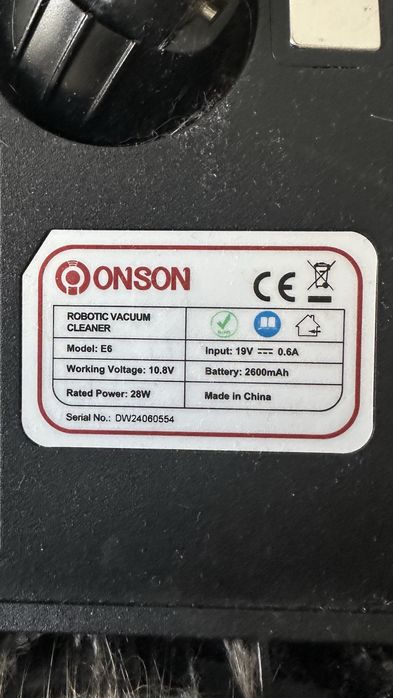 ONSON
CE
ROBOTIC VACUUM
CLEANER
Model: E6
Input: 19V ⎓ 0.6A
Working Voltage: 10.8V
Battery: 2600mAh
Rated Power: 28W
Made in China
Serial No.: DW24060554